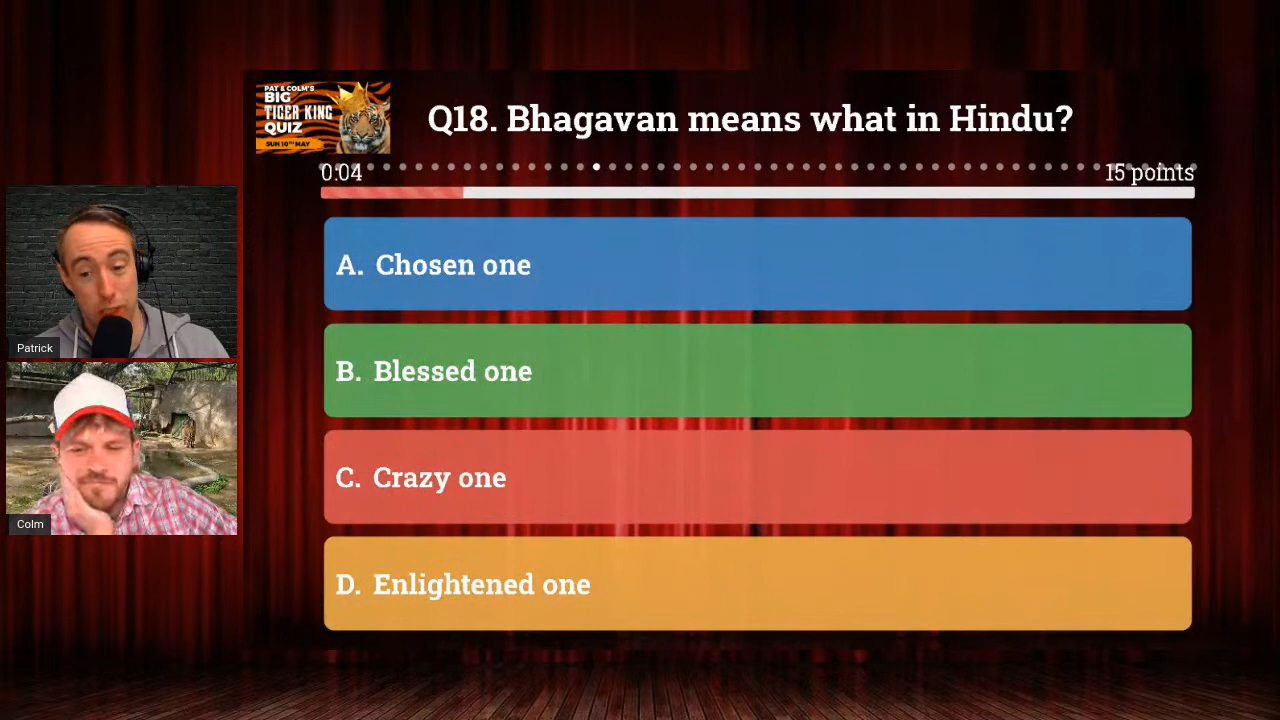 PAT & COLM'S
BIG
TIGER KING
QUIZ
SUN 10TH MAY
Q18. Bhagavan means what in Hindu?
0:04
15 points
A. Chosen one
B. Blessed one
C. Crazy one
D. Enlightened one
Patrick
Colm